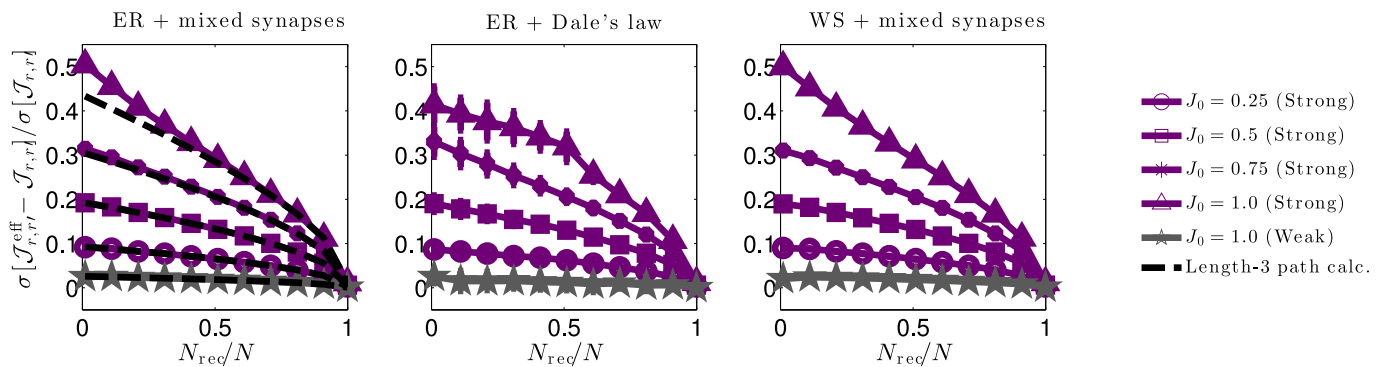 ER + mixed synapses
ER + Dale's law
WS + mixed synapses
σ[𝒥^eff_{r,r′} − 𝒥_{r,r′}]/σ[𝒥_{r,r′}]
0.5
0.4
0.3
0.2
0.1
0
0 0.5 1
N_rec/N
0.5
0.4
0.3
0.2
0.1
0
0 0.5 1
N_rec/N
0.5
0.4
0.3
0.2
0.1
0
0 0.5 1
N_rec/N
J_0 = 0.25 (Strong)
J_0 = 0.5 (Strong)
J_0 = 0.75 (Strong)
J_0 = 1.0 (Strong)
J_0 = 1.0 (Weak)
Length-3 path calc.